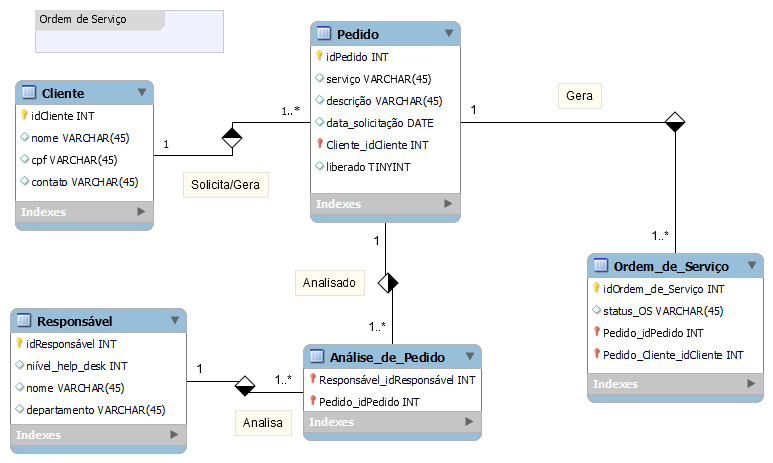 Ordem de Serviço
Cliente
idCliente INT
nome VARCHAR(45)
cpf VARCHAR(45)
contato VARCHAR(45)
Indexes
1
Solicita/Gera
1..*
Pedido
idPedido INT
serviço VARCHAR(45)
descrição VARCHAR(45)
data_solicitação DATE
Cliente_idCliente INT
liberado TINYINT
Indexes
1
Gera
1..*
Ordem_de_Serviço
idOrdem_de_Serviço INT
status_OS VARCHAR(45)
Pedido_idPedido INT
Pedido_Cliente_idCliente INT
Indexes
1
Analisado
1..*
Responsável
idResponsável INT
niível_help_desk INT
nome VARCHAR(45)
departamento VARCHAR(45)
Indexes
1
Analisa
1..*
Análise_de_Pedido
Responsável_idResponsável INT
Pedido_idPedido INT
Indexes